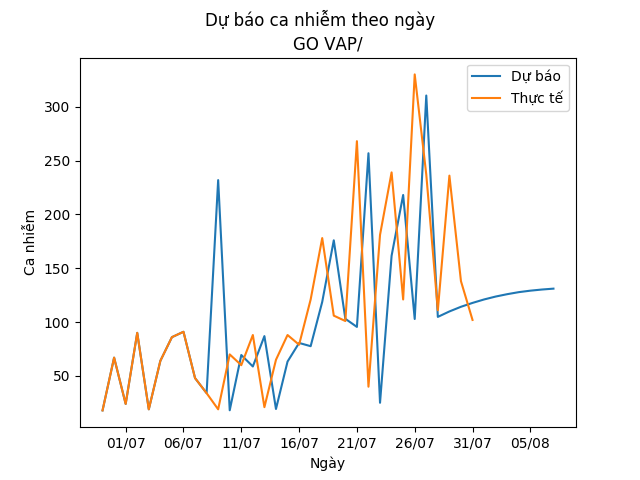 Dự báo ca nhiễm theo ngày
GO VAP/
Dự báo
Thực tế
300
250
200
150
100
50
Ca nhiễm
01/07 06/07 11/07 16/07 21/07 26/07 31/07 05/08
Ngày